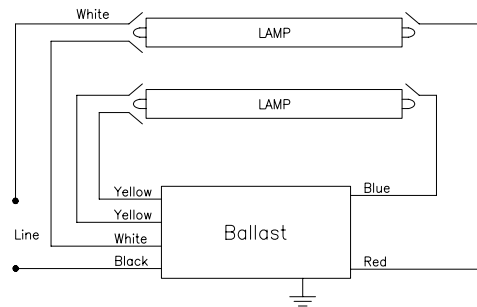 White
LAMP
LAMP
Yellow
Blue
Yellow
Line
White
Ballast
Black
Red